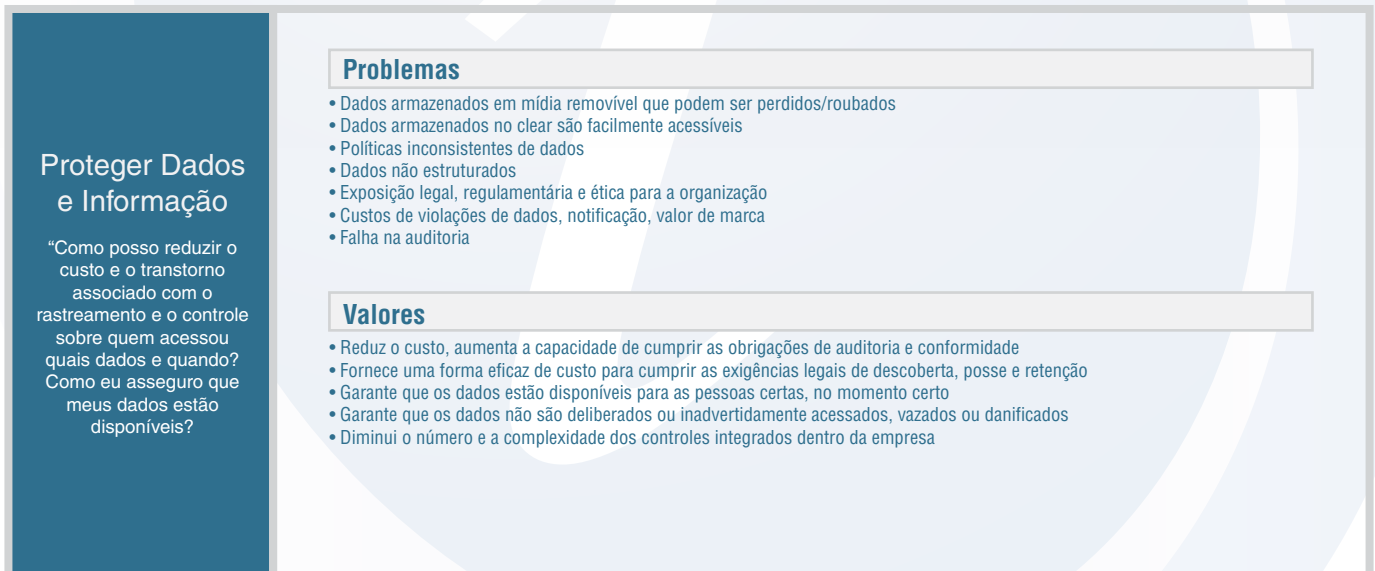 Proteger Dados
e Informação
“Como posso reduzir o
custo e o transtorno
associado com o
rastreamento e o controle
sobre quem acessou
quais dados e quando?
Como eu asseguro que
meus dados estão
disponíveis?
Problemas
• Dados armazenados em mídia removível que podem ser perdidos/roubados
• Dados armazenados no clear são facilmente acessíveis
• Políticas inconsistentes de dados
• Dados não estruturados
• Exposição legal, regulamentária e ética para a organização
• Custos de violações de dados, notificação, valor de marca
• Falha na auditoria
Valores
• Reduz o custo, aumenta a capacidade de cumprir as obrigações de auditoria e conformidade
• Fornece uma forma eficaz de custo para cumprir as exigências legais de descoberta, posse e retenção
• Garante que os dados estão disponíveis para as pessoas certas, no momento certo
• Garante que os dados não são deliberados ou inadvertidamente acessados, vazados ou danificados
• Diminui o número e a complexidade dos controles integrados dentro da empresa